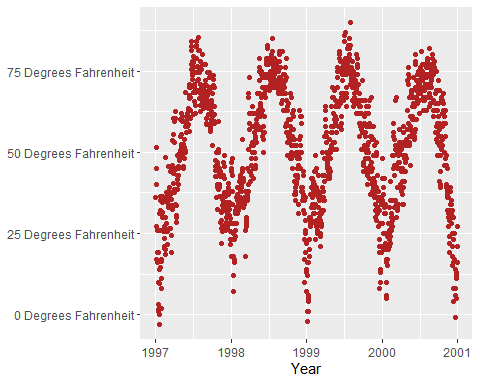 75 Degrees Fahrenheit
50 Degrees Fahrenheit
25 Degrees Fahrenheit
0 Degrees Fahrenheit
1997 1998 1999 2000 2001
Year